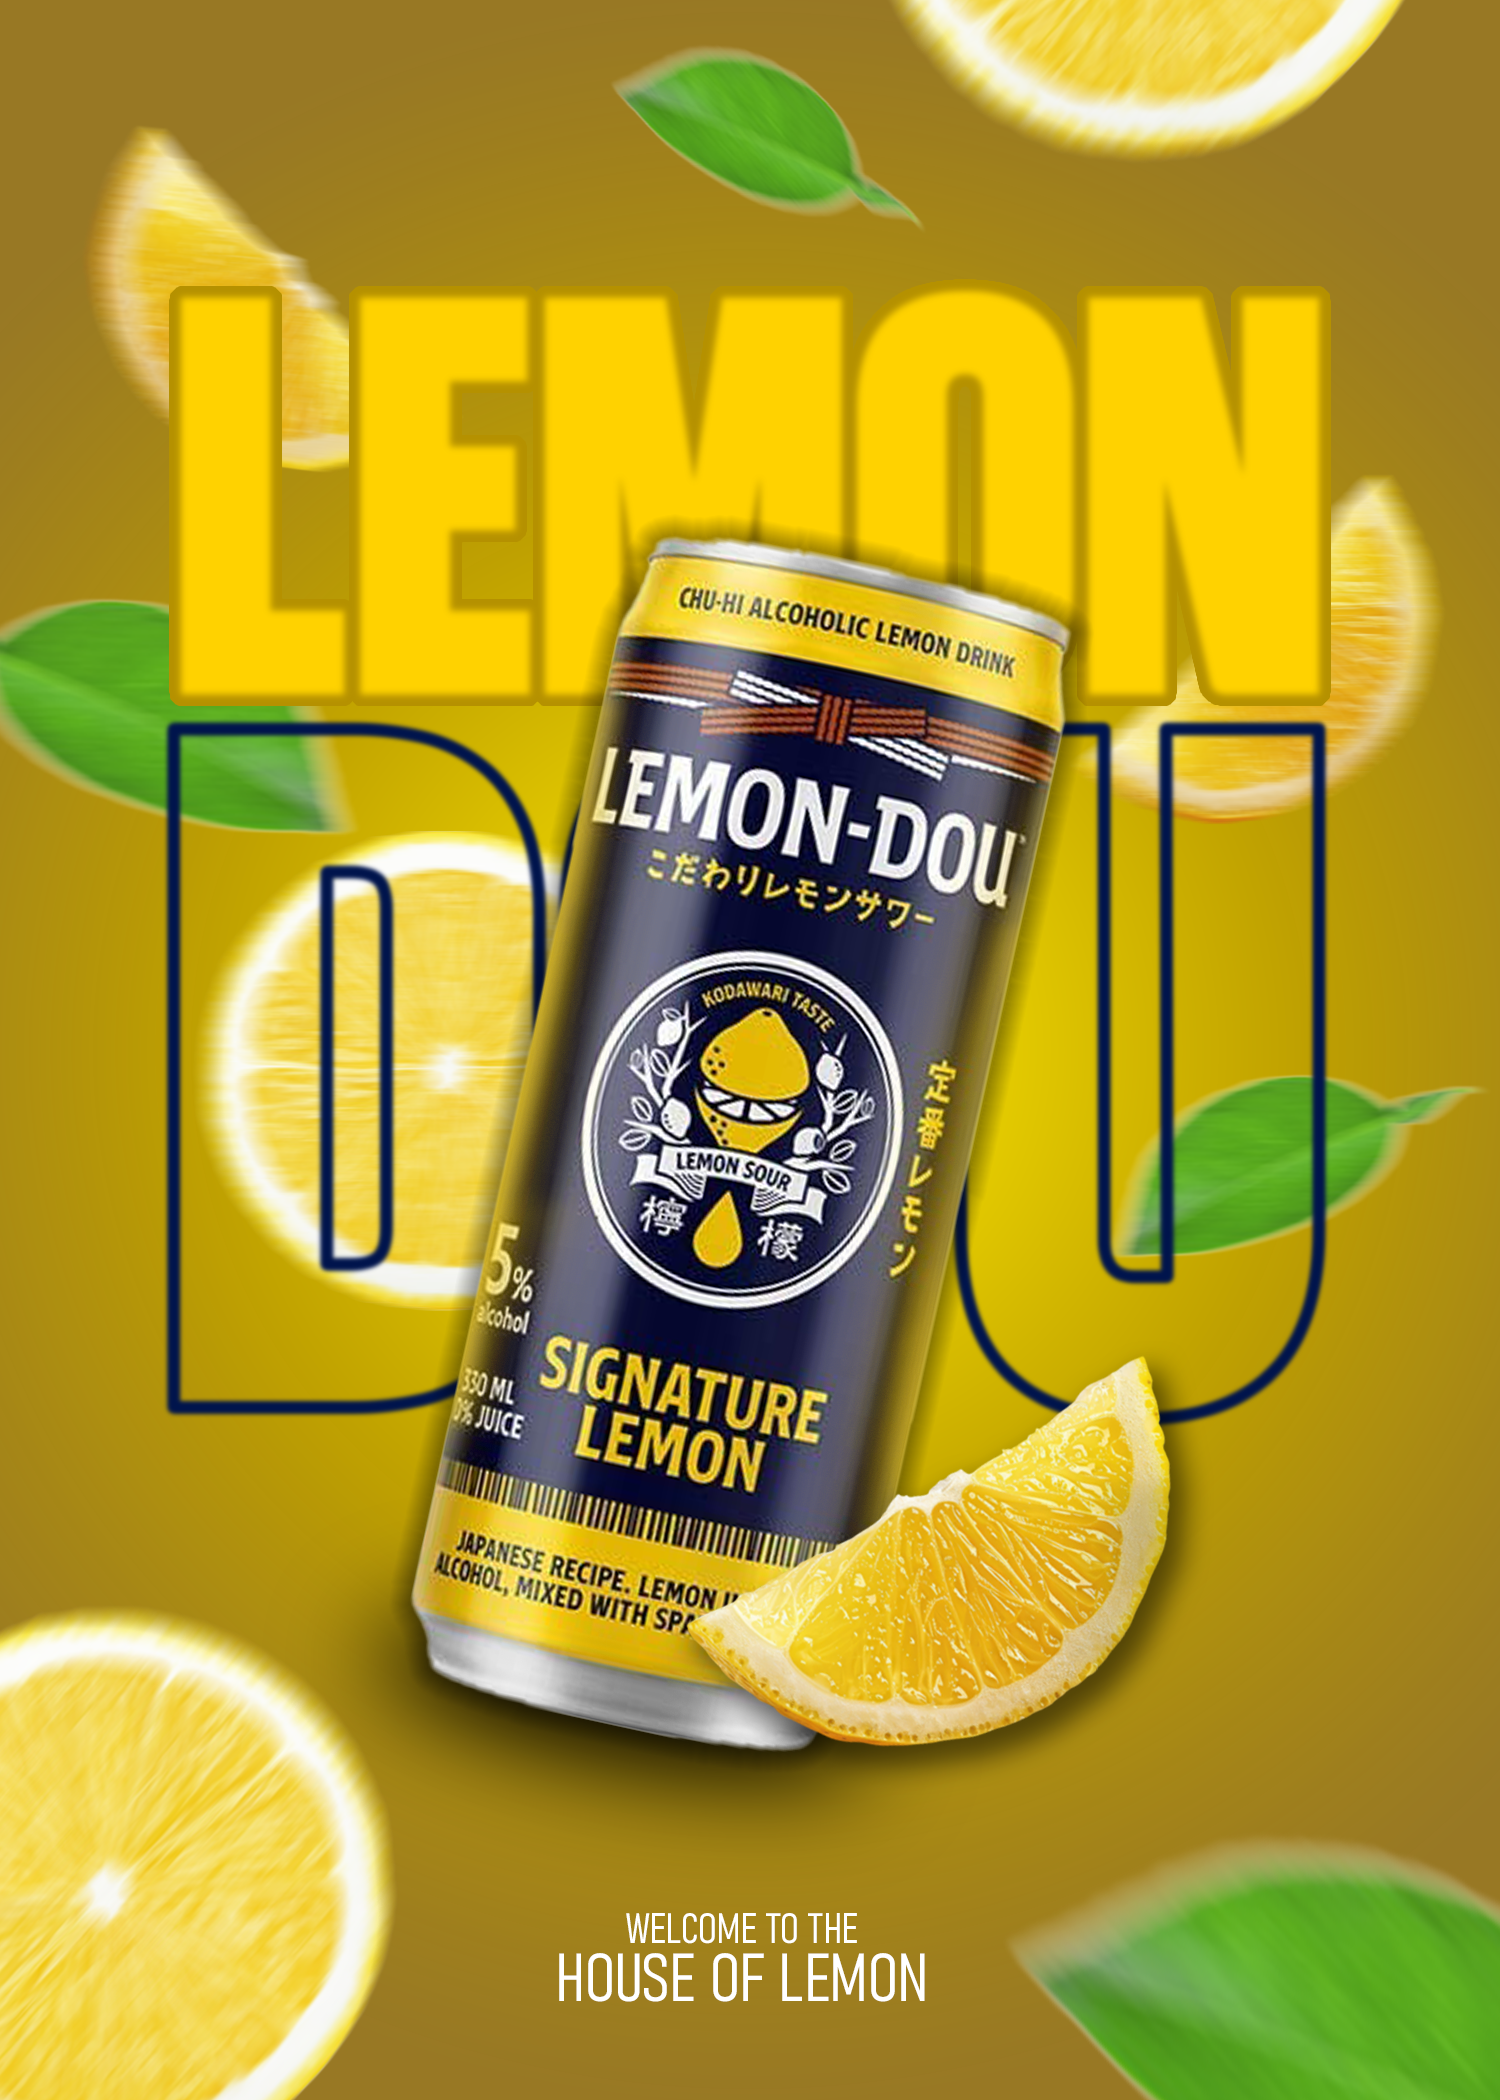 LEMON
DOU
CHU-HI ALCOHOLIC LEMON DRINK
LEMON-DOU
こだわりレモンサワー
KODAWARI TASTE
LEMON SOUR
檸 檬
定番レモン
5%
alcohol
330 ML
0% JUICE
SIGNATURE
LEMON
JAPANESE RECIPE. LEMON
ALCOHOL, MIXED WITH SPA
WELCOME TO THE
HOUSE OF LEMON